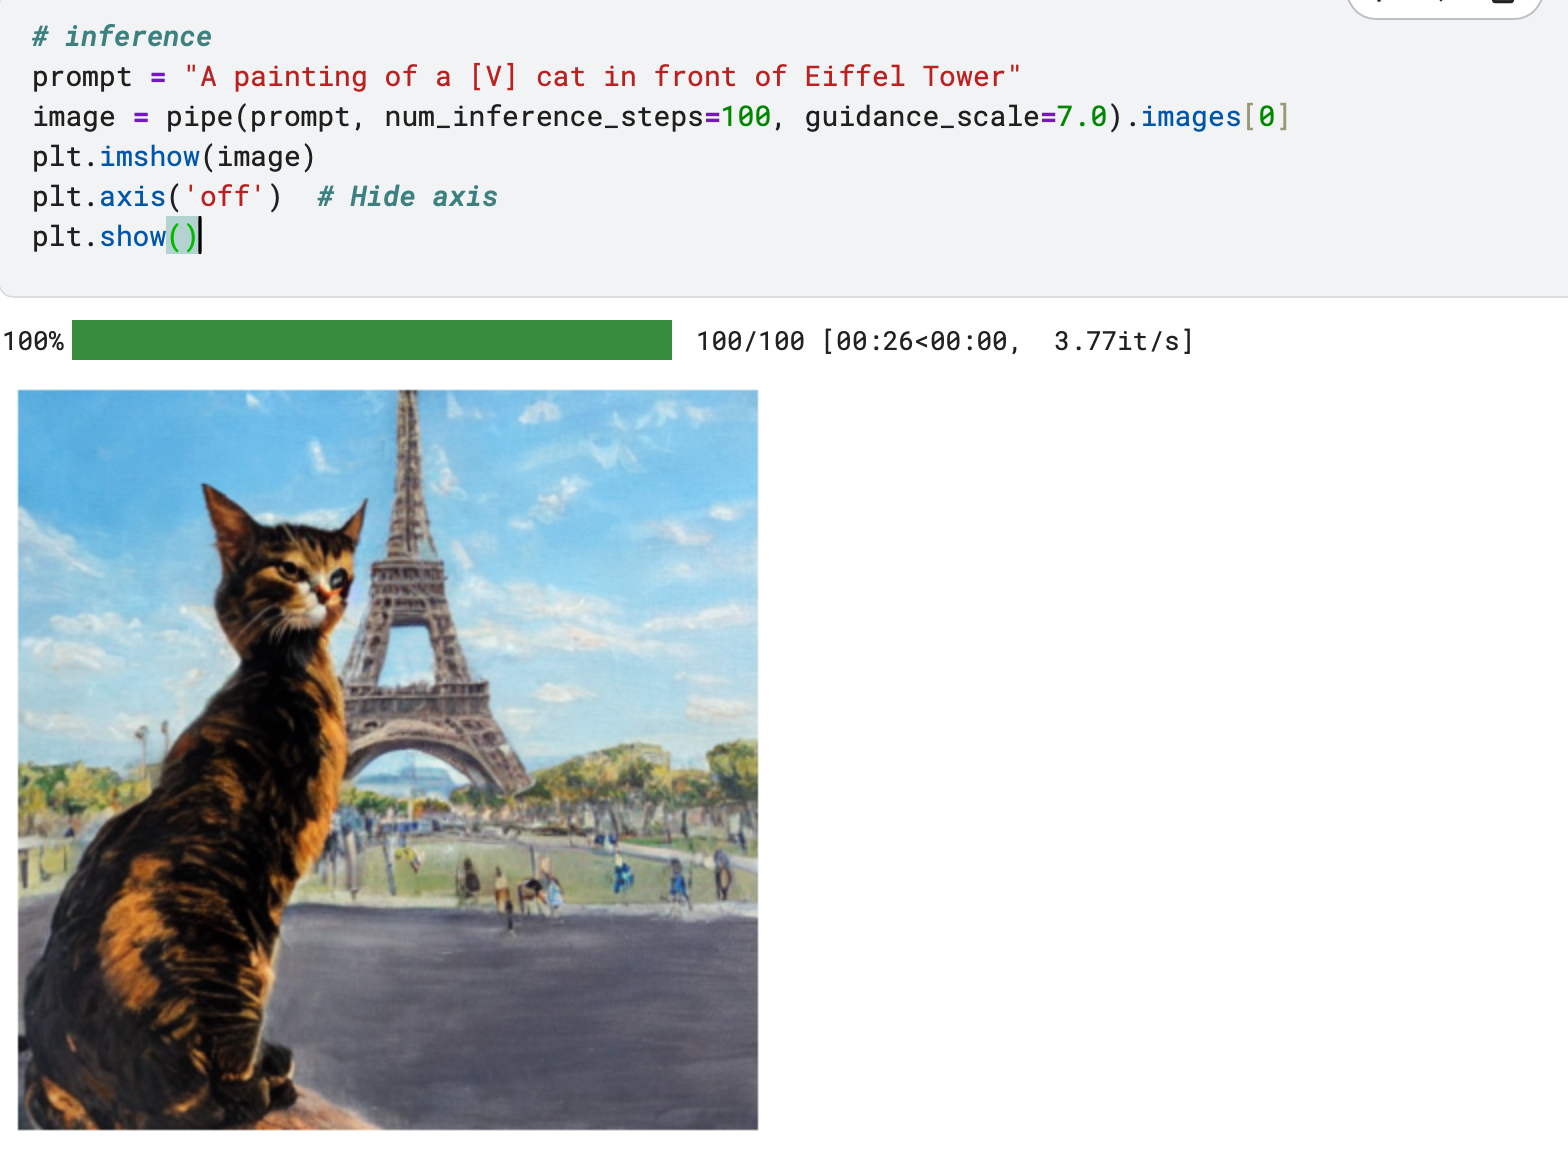 # inference
prompt = "A painting of a [V] cat in front of Eiffel Tower"
image = pipe(prompt, num_inference_steps=100, guidance_scale=7.0).images[0]
plt.imshow(image)
plt.axis('off')  # Hide axis
plt.show()
100% 100/100 [00:26<00:00,  3.77it/s]